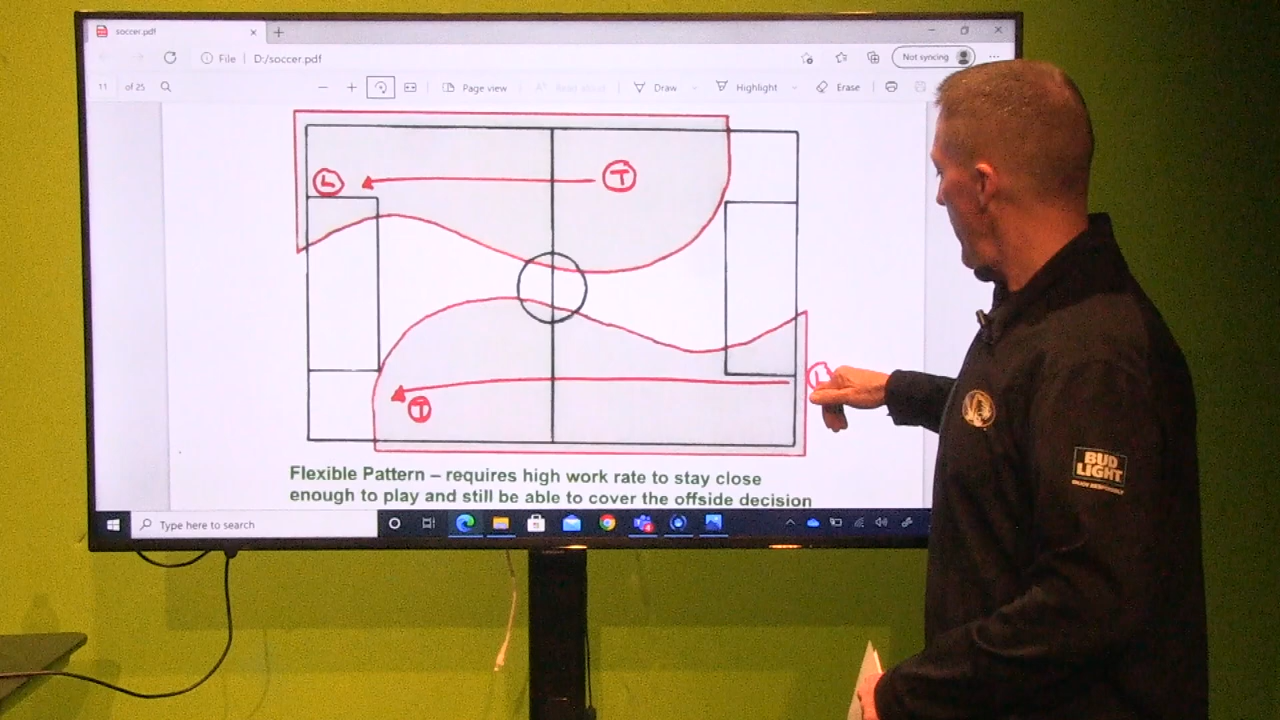 soccer.pdf
File | D:/soccer.pdf
Not syncing
11 of 25
Page view
Read aloud
Draw
Highlight
Erase
L
T
T
L
Flexible Pattern – requires high work rate to stay close
enough to play and still be able to cover the offside decision
Type here to search
BUD
LIGHT